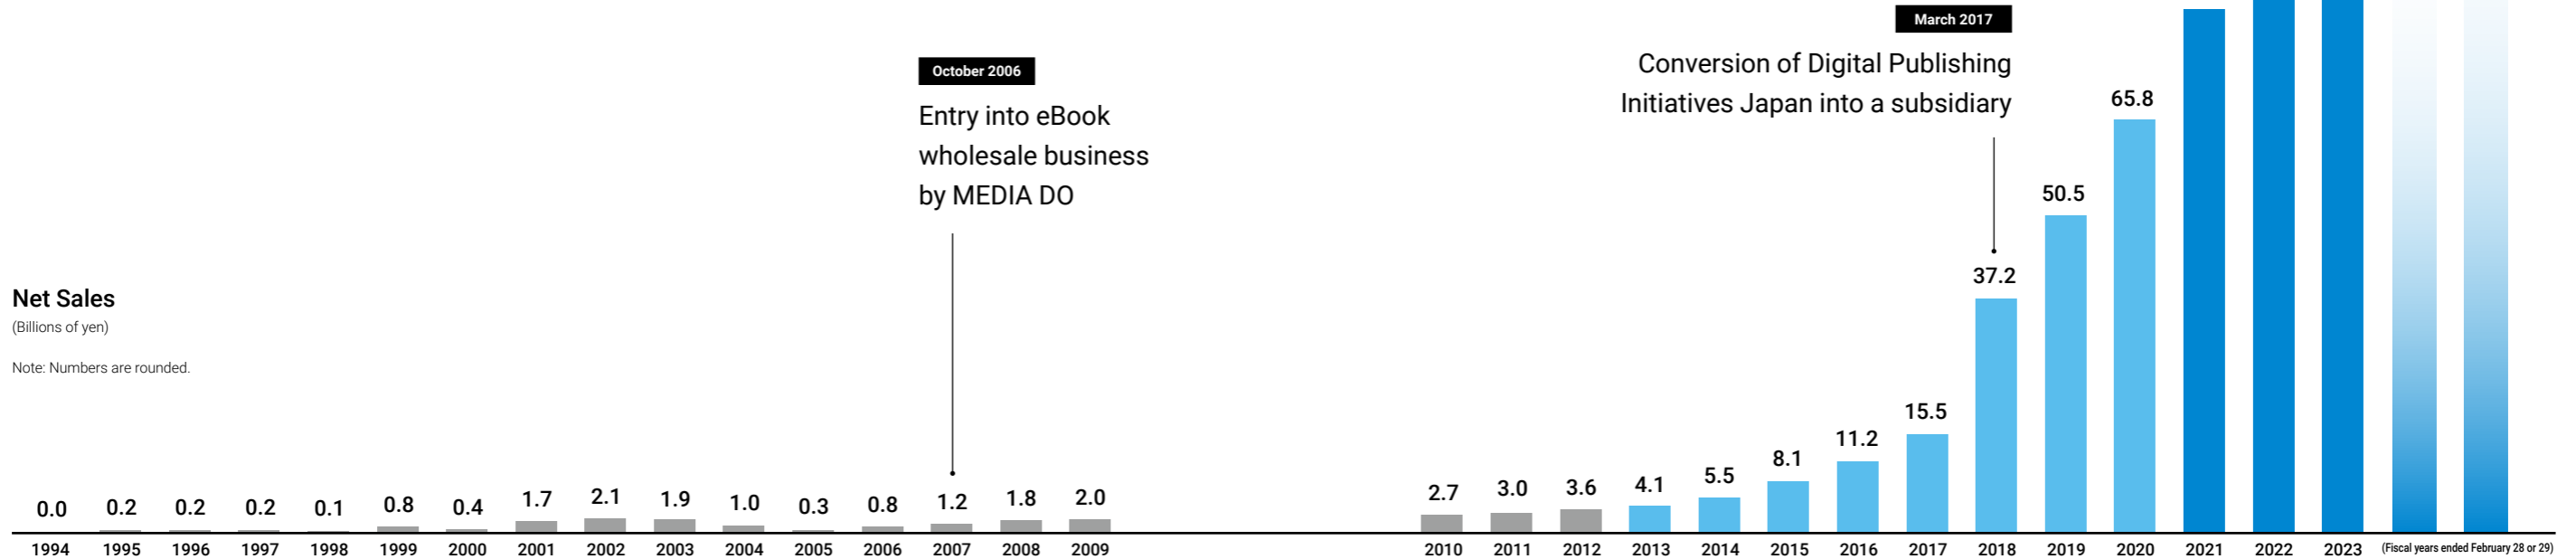 March 2017
Conversion of Digital Publishing
Initiatives Japan into a subsidiary
October 2006
Entry into eBook
wholesale business
by MEDIA DO
Net Sales
(Billions of yen)
Note: Numbers are rounded.
0.0 0.2 0.2 0.2 0.1 0.8 0.4 1.7 2.1 1.9 1.0 0.3 0.8 1.2 1.8 2.0 2.7 3.0 3.6 4.1 5.5 8.1 11.2 15.5 37.2 50.5 65.8
1994 1995 1996 1997 1998 1999 2000 2001 2002 2003 2004 2005 2006 2007 2008 2009 2010 2011 2012 2013 2014 2015 2016 2017 2018 2019 2020 2021 2022 2023 (Fiscal years ended February 28 or 29)